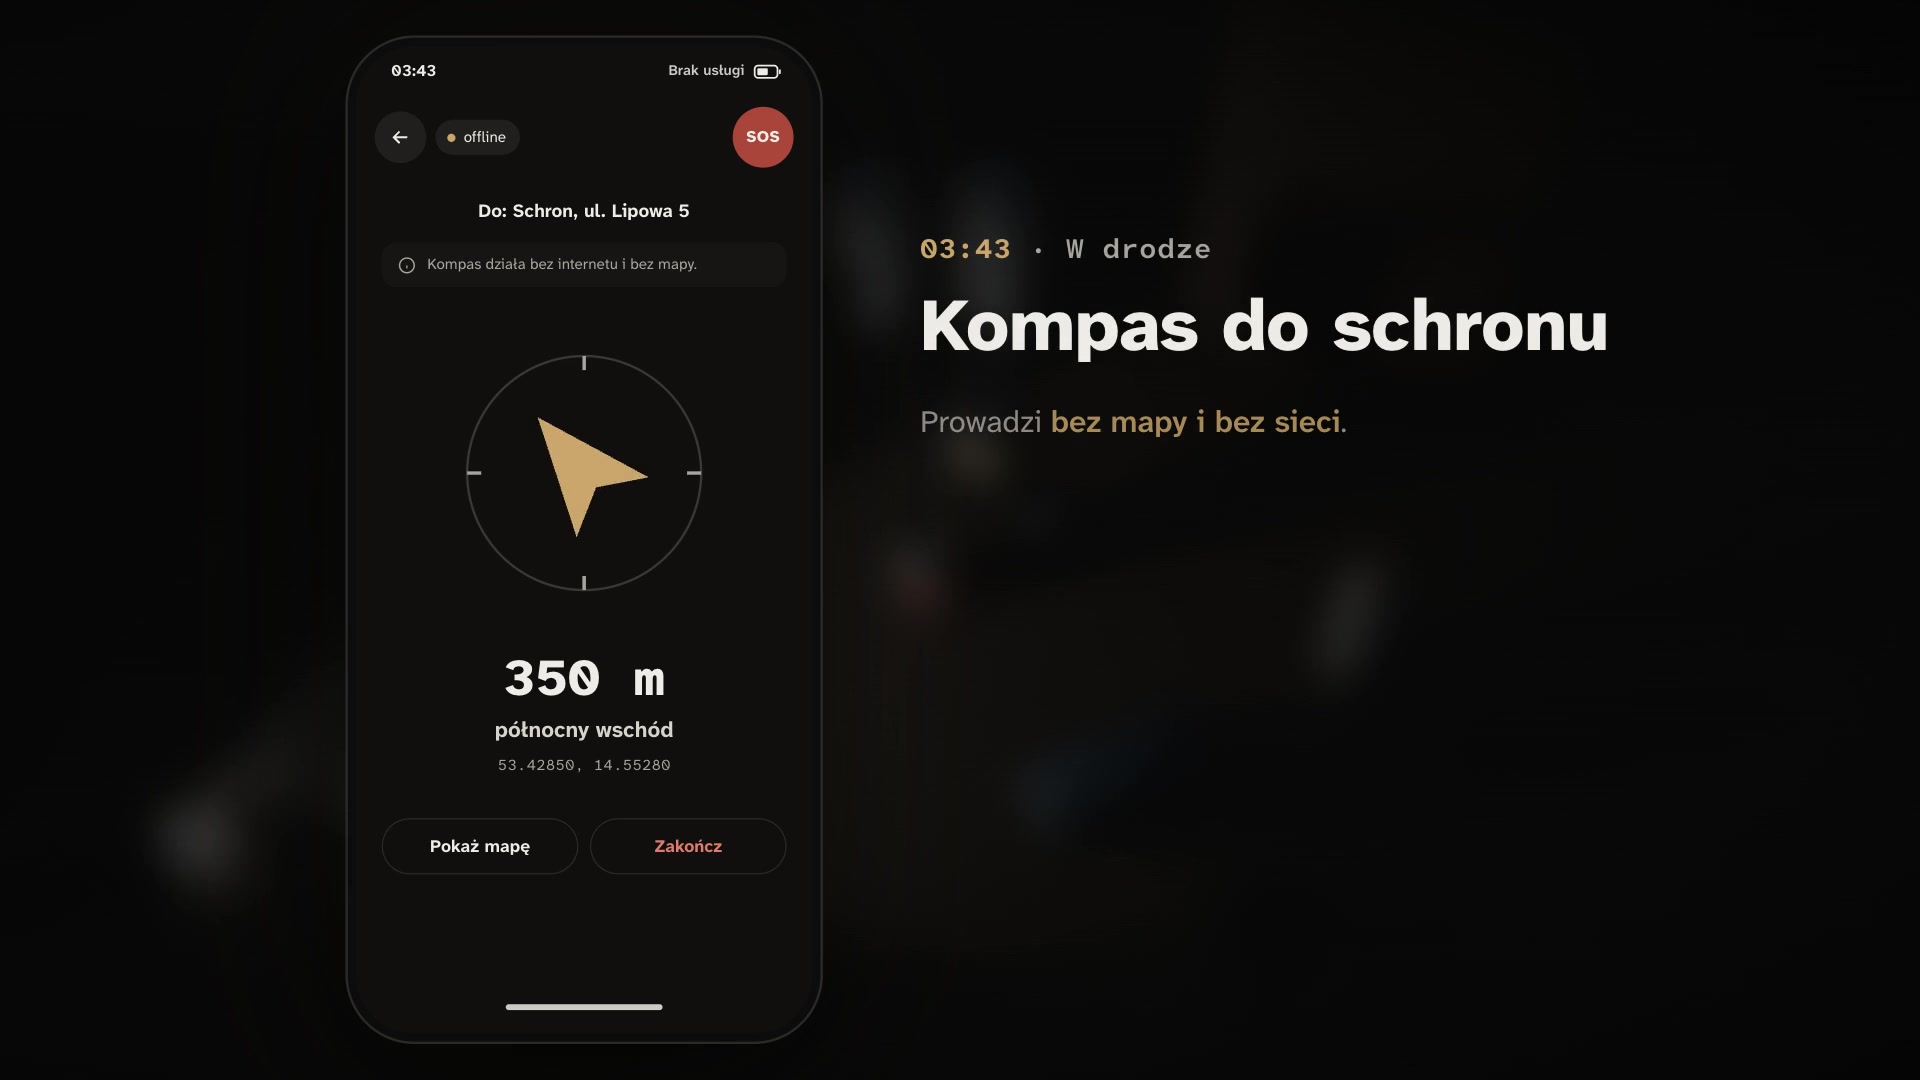 03:43
Brak usługi
offline
SOS
Do: Schron, ul. Lipowa 5
Kompas działa bez internetu i bez mapy.
350 m
północny wschód
53.42850, 14.55280
Pokaż mapę
Zakończ
03:43 · W drodze
Kompas do schronu
Prowadzi bez mapy i bez sieci.